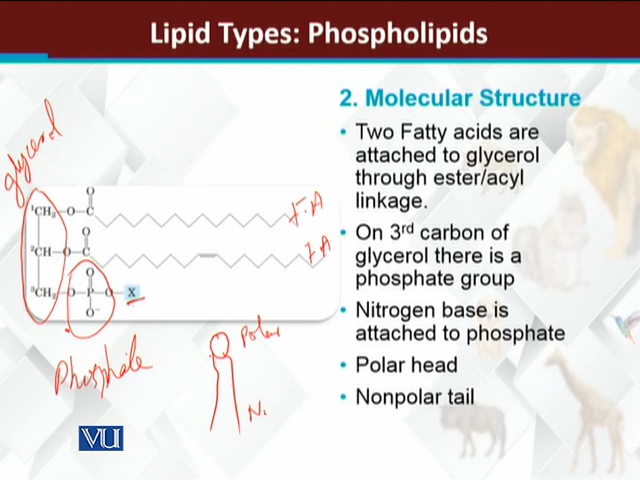 Lipid Types: Phospholipids
2. Molecular Structure
• Two Fatty acids are
attached to glycerol
through ester/acyl
linkage.
• On 3rd carbon of
glycerol there is a
phosphate group
• Nitrogen base is
attached to phosphate
• Polar head
• Nonpolar tail
glycerol
O
¹CH₂—O—C
F.A
O
²CH—O—C
F.A
O
³CH₂—O—P—O—X
O⁻
Phosphate
Polar
N.
VU